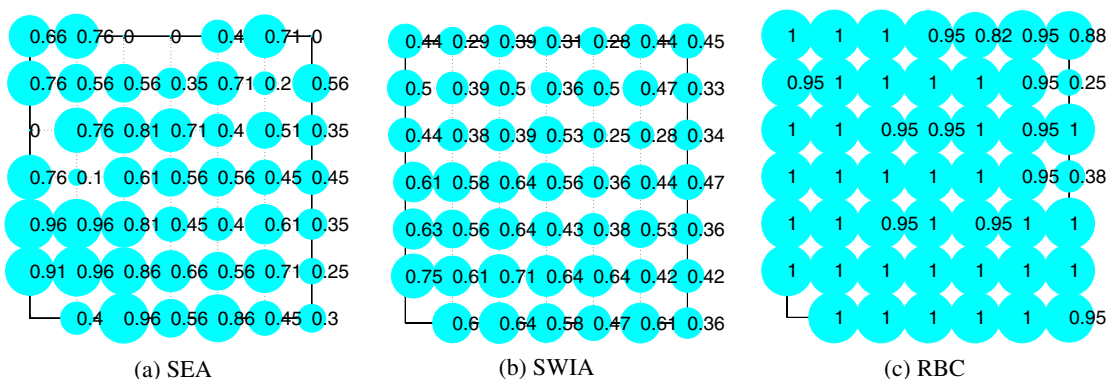 0.66 0.76 0 0 0.4 0.71 0
0.76 0.56 0.56 0.35 0.71 0.2 0.56
0 0.76 0.81 0.71 0.4 0.51 0.35
0.76 0.1 0.61 0.56 0.56 0.45 0.45
0.96 0.96 0.81 0.45 0.4 0.61 0.35
0.91 0.96 0.86 0.66 0.56 0.71 0.25
0.4 0.96 0.56 0.86 0.45 0.3
(a) SEA
0.44 0.29 0.39 0.31 0.28 0.44 0.45
0.5 0.39 0.5 0.36 0.5 0.47 0.33
0.44 0.38 0.39 0.53 0.25 0.28 0.34
0.61 0.58 0.64 0.56 0.36 0.44 0.47
0.63 0.56 0.64 0.43 0.38 0.53 0.36
0.75 0.61 0.71 0.64 0.64 0.42 0.42
0.6 0.64 0.58 0.47 0.61 0.36
(b) SWIA
1 1 1 0.95 0.82 0.95 0.88
0.95 1 1 1 1 0.95 0.25
1 1 0.95 0.95 1 0.95 1
1 1 1 1 1 0.95 0.38
1 1 0.95 1 0.95 1 1
1 1 1 1 1 1 1
1 1 1 1 1 0.95
(c) RBC